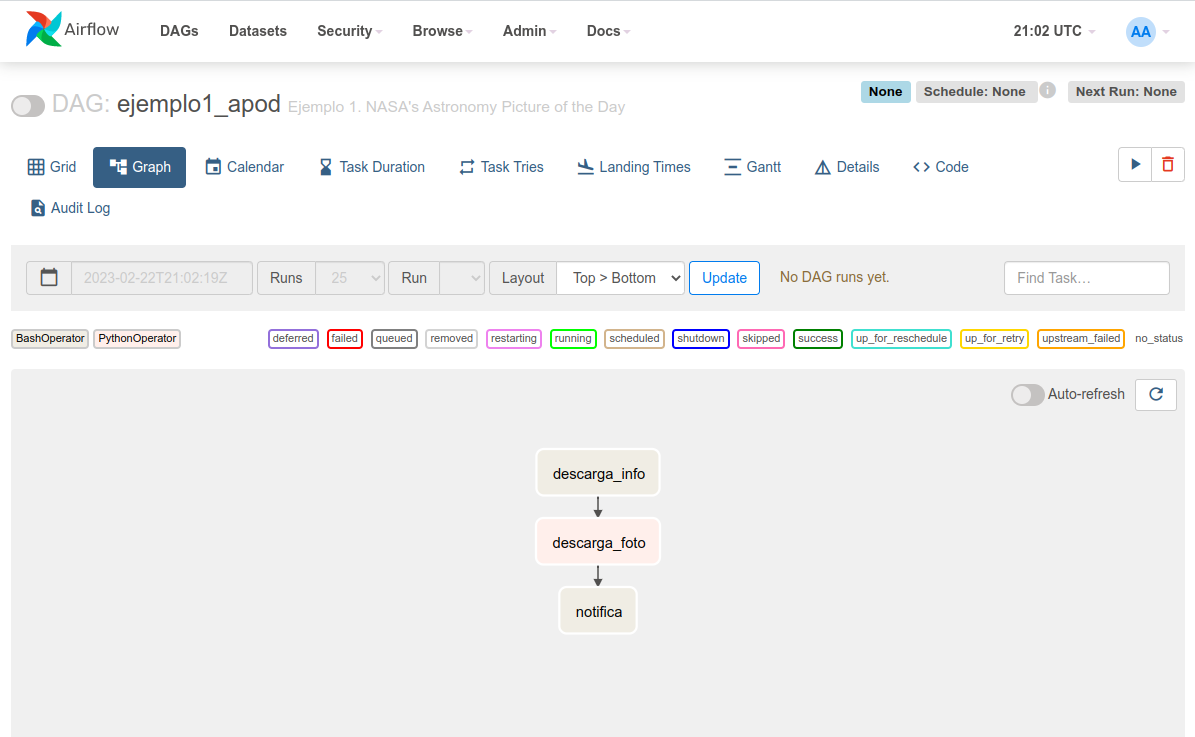 Airflow DAGs Datasets Security Browse Admin Docs 21:02 UTC AA
DAG: ejemplo1_apod Ejemplo 1. NASA's Astronomy Picture of the Day None Schedule: None i Next Run: None
Grid Graph Calendar Task Duration Task Tries Landing Times Gantt Details Code
Audit Log
2023-02-22T21:02:19Z Runs 25 Run Layout Top > Bottom Update No DAG runs yet. Find Task…
BashOperator PythonOperator deferred failed queued removed restarting running scheduled shutdown skipped success up_for_reschedule up_for_retry upstream_failed no_status
Auto-refresh
descarga_info
descarga_foto
notifica